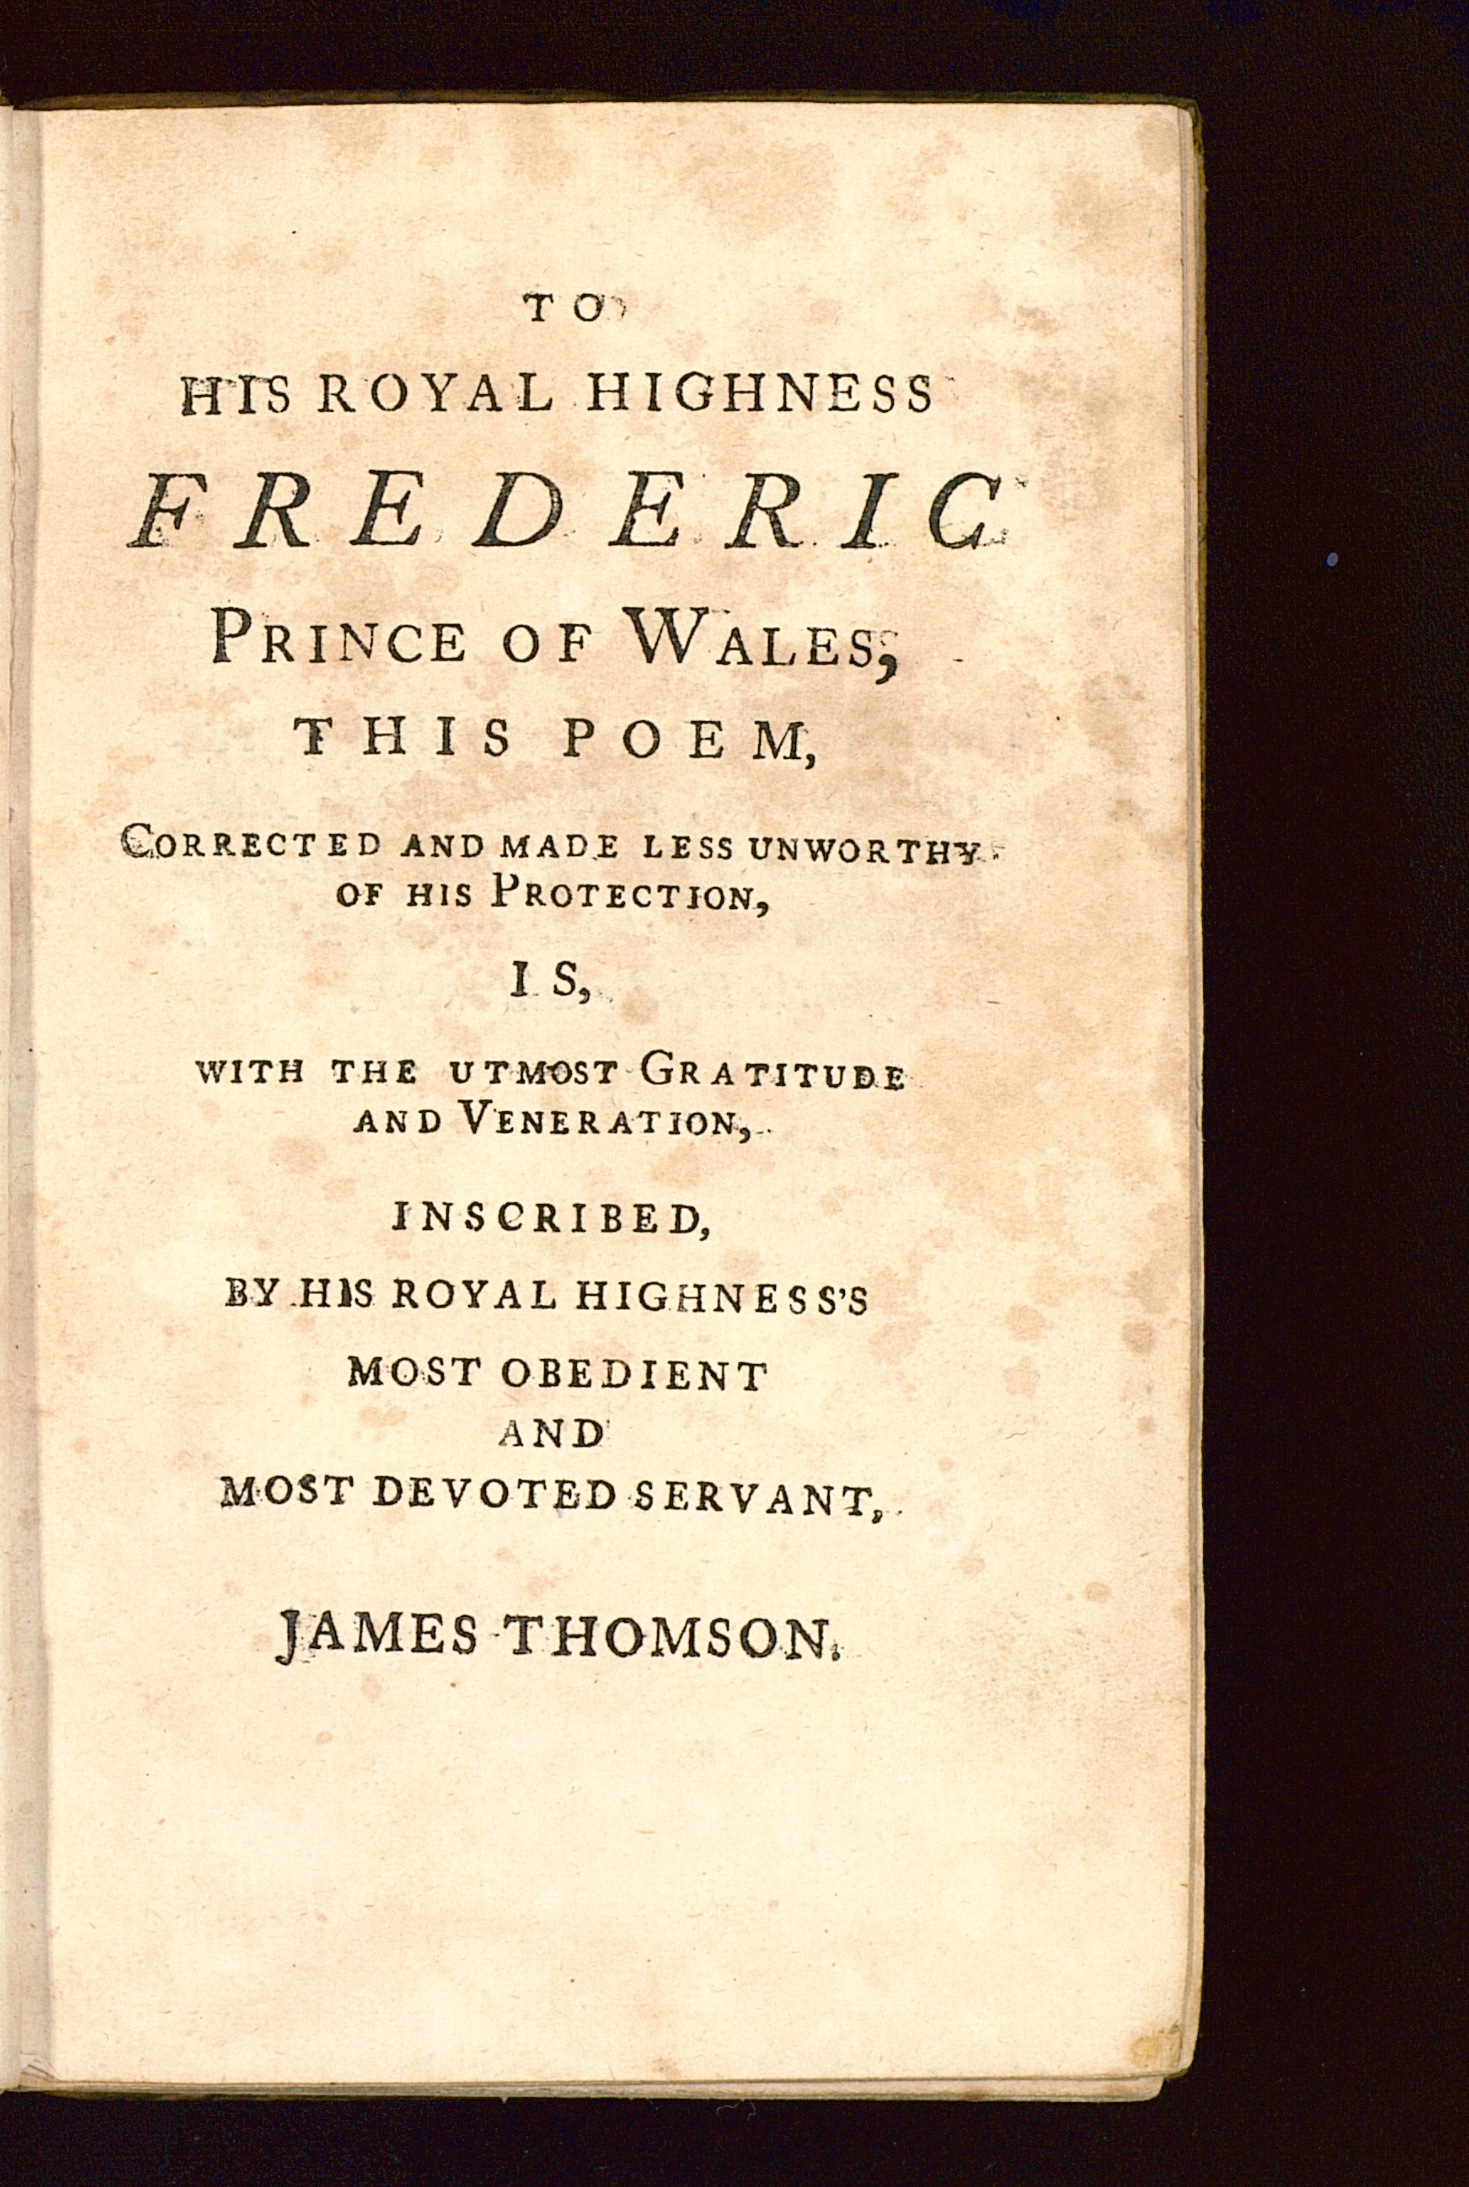 TO
HIS ROYAL HIGHNESS
FREDERIC
PRINCE OF WALES,
THIS POEM,
CORRECTED AND MADE LESS UNWORTHY
OF HIS PROTECTION,
IS,
WITH THE UTMOST GRATITUDE
AND VENERATION,
INSCRIBED,
BY HIS ROYAL HIGHNESS'S
MOST OBEDIENT
AND
MOST DEVOTED SERVANT,
JAMES THOMSON.